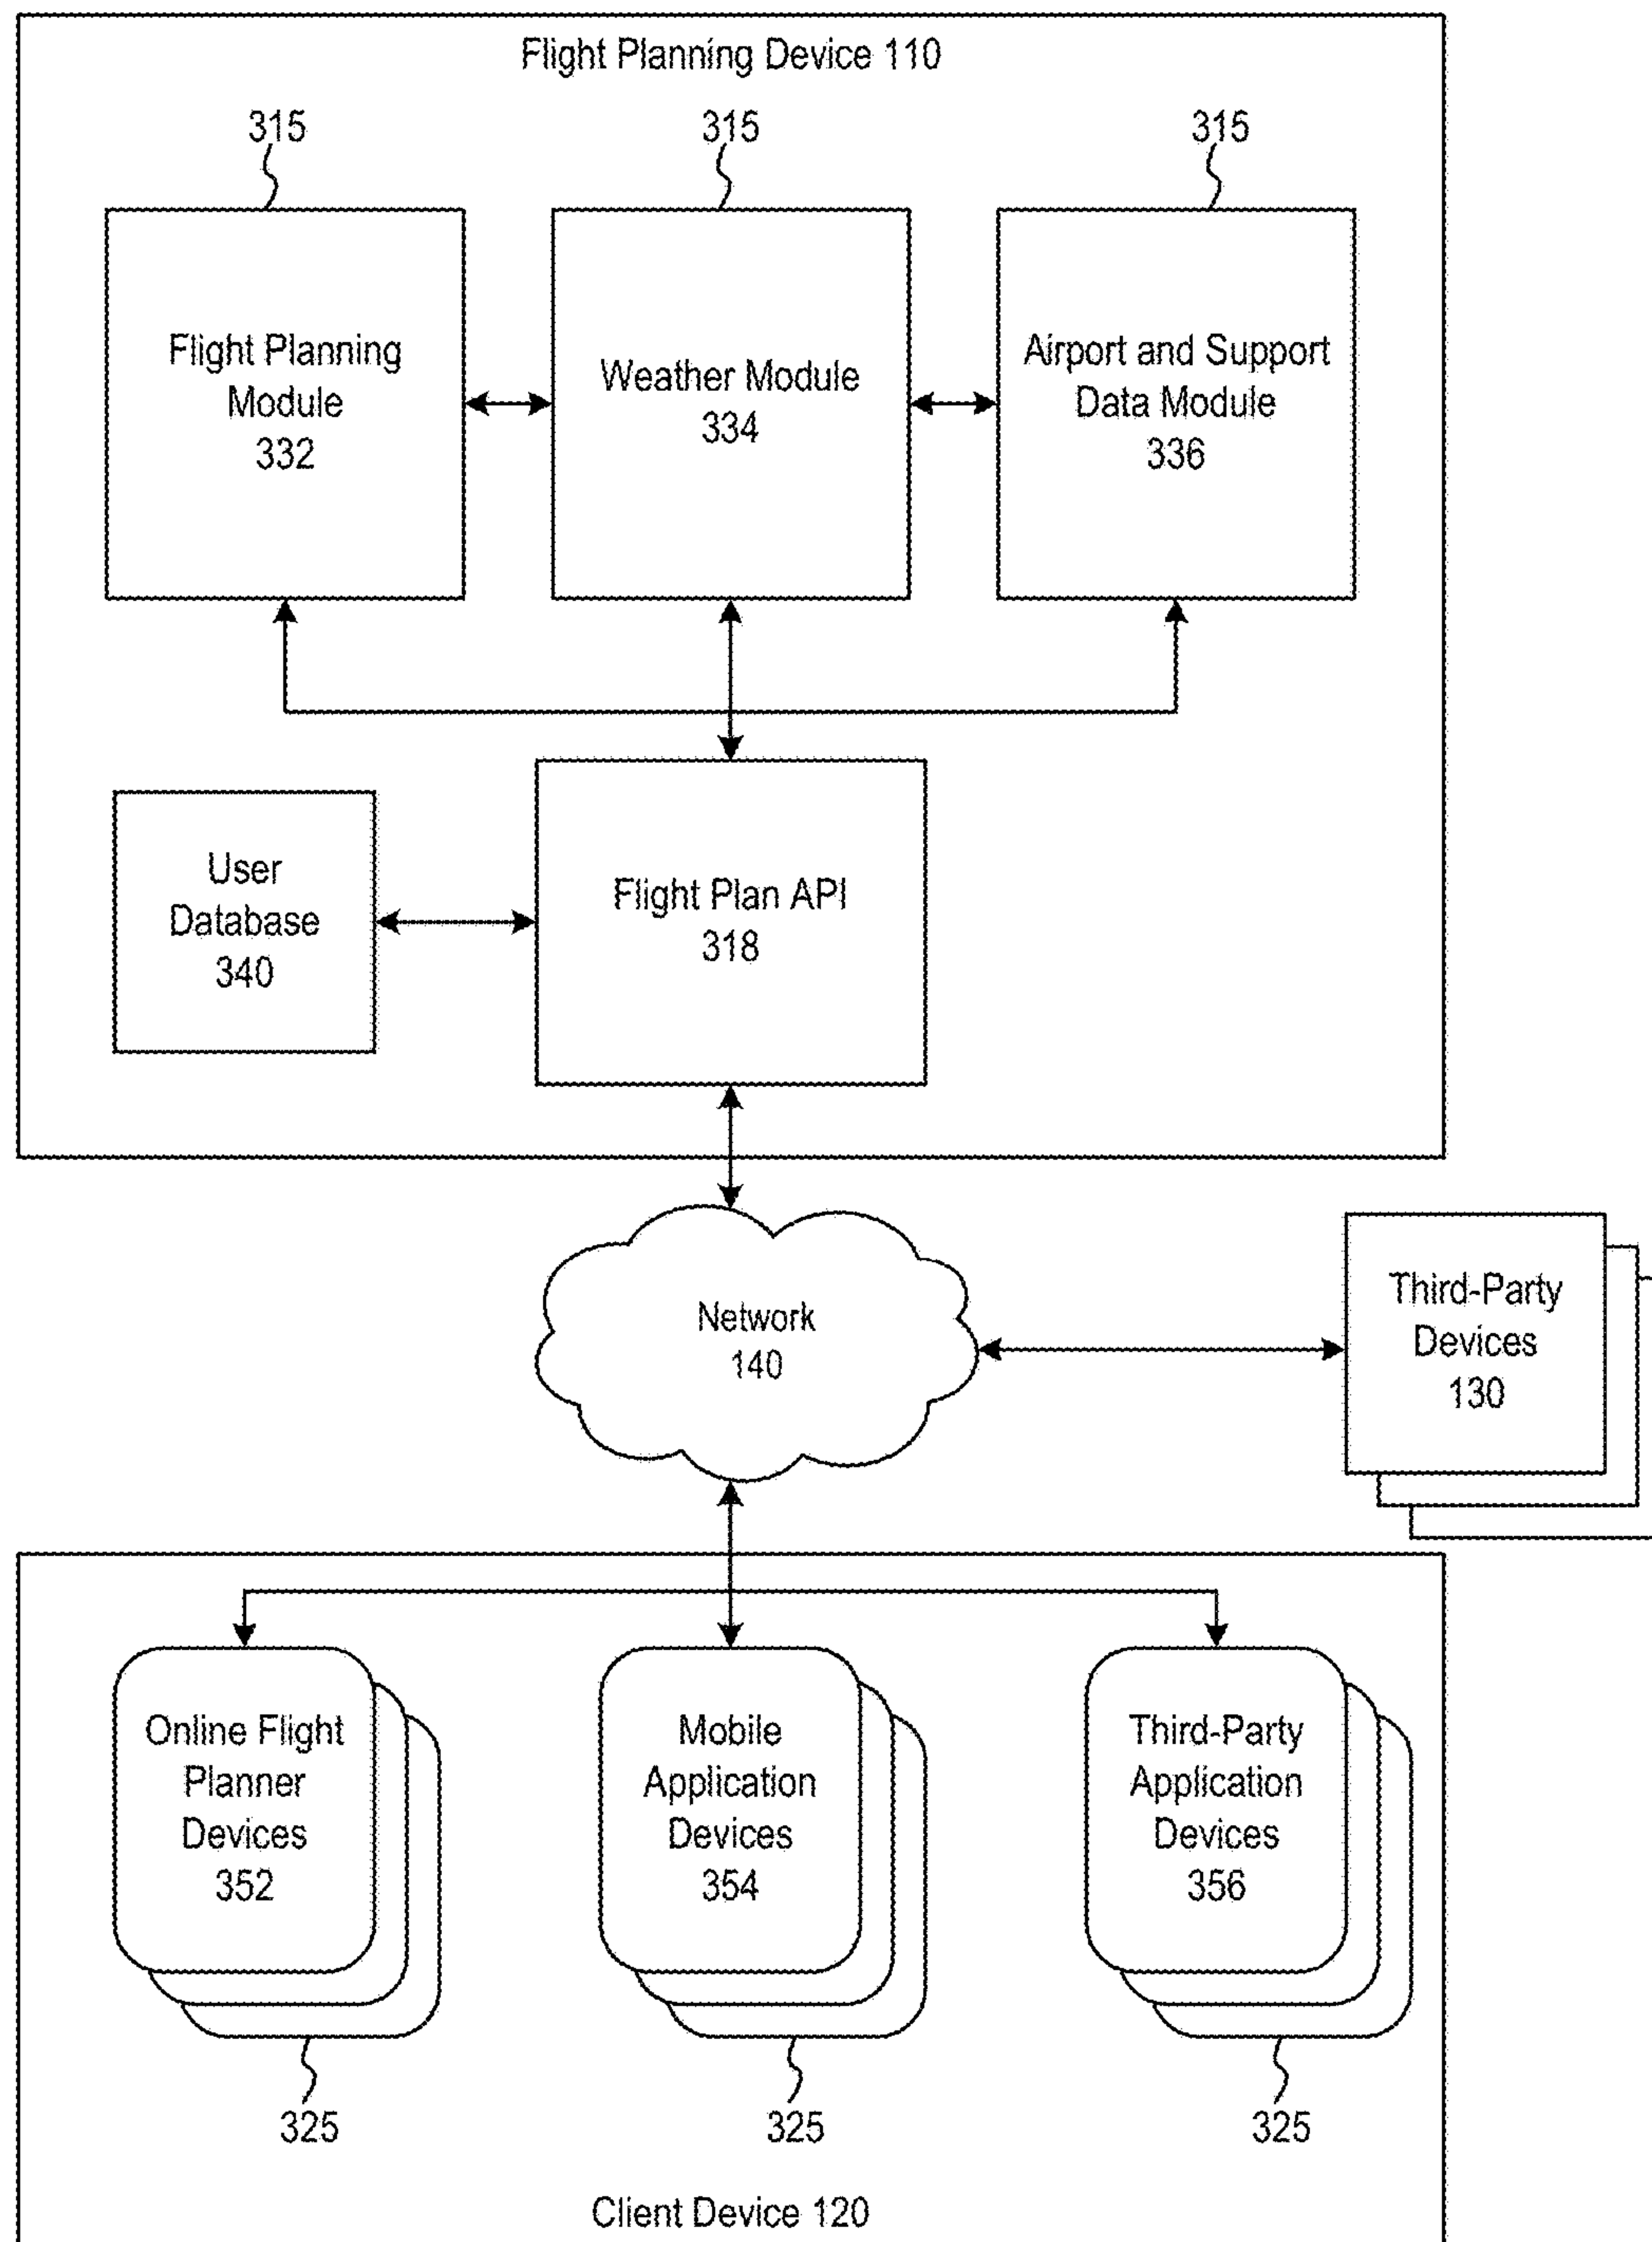 Flight Planning Device 110
315
315
315
Flight Planning
Module
332
Weather Module
334
Airport and Support
Data Module
336
User
Database
340
Flight Plan API
318
Network
140
Third-Party
Devices
130
Online Flight
Planner
Devices
352
Mobile
Application
Devices
354
Third-Party
Application
Devices
356
325
325
325
Client Device 120